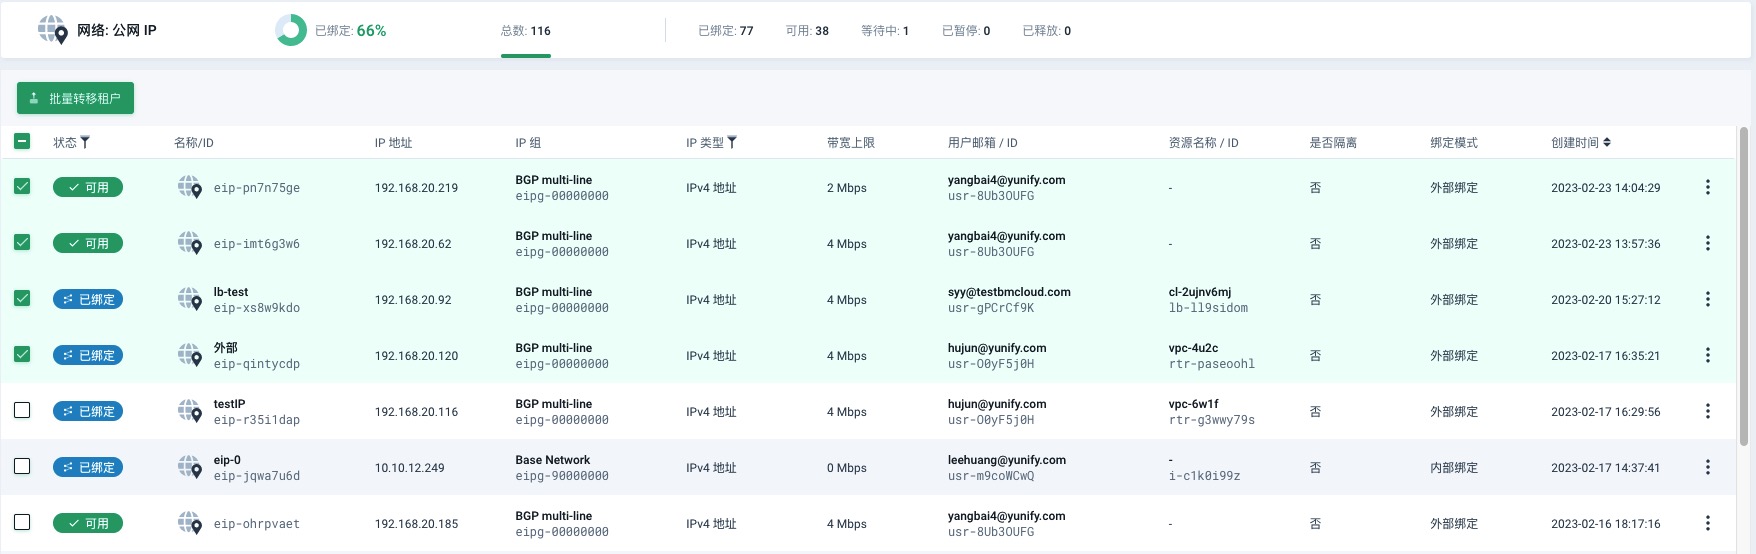 网络: 公网 IP
已绑定: 66%
总数: 116
已绑定: 77 可用: 38 等待中: 1 已暂停: 0 已释放: 0
批量转移租户
状态 名称/ID IP 地址 IP 组 IP 类型 带宽上限 用户邮箱 / ID 资源名称 / ID 是否隔离 绑定模式 创建时间
可用 eip-pn7n75ge 192.168.20.219 BGP multi-line IPv4 地址 2 Mbps yangbai4@yunify.com - 否 外部绑定 2023-02-23 14:04:29
eipg-00000000 usr-8Ub3OUFG
可用 eip-imt6g3w6 192.168.20.62 BGP multi-line IPv4 地址 4 Mbps yangbai4@yunify.com - 否 外部绑定 2023-02-23 13:57:36
eipg-00000000 usr-8Ub3OUFG
已绑定 lb-test 192.168.20.92 BGP multi-line IPv4 地址 4 Mbps syy@testbmcloud.com cl-2ujnv6mj 否 外部绑定 2023-02-20 15:27:12
eip-xs8w9kdo eipg-00000000 usr-gPCrCf9K lb-ll9sidom
已绑定 外部 192.168.20.120 BGP multi-line IPv4 地址 4 Mbps hujun@yunify.com vpc-4u2c 否 外部绑定 2023-02-17 16:35:21
eip-qintycdp eipg-00000000 usr-O0yF5j0H rtr-paseoohl
已绑定 testIP 192.168.20.116 BGP multi-line IPv4 地址 4 Mbps hujun@yunify.com vpc-6w1f 否 外部绑定 2023-02-17 16:29:56
eip-r35i1dap eipg-00000000 usr-O0yF5j0H rtr-g3wwy79s
已绑定 eip-0 10.10.12.249 Base Network IPv4 地址 0 Mbps leehuang@yunify.com - 否 内部绑定 2023-02-17 14:37:41
eip-jqwa7u6d eipg-90000000 usr-m9coWCwQ i-c1k0i99z
可用 eip-ohrpvaet 192.168.20.185 BGP multi-line IPv4 地址 4 Mbps yangbai4@yunify.com - 否 外部绑定 2023-02-16 18:17:16
eipg-00000000 usr-8Ub3OUFG